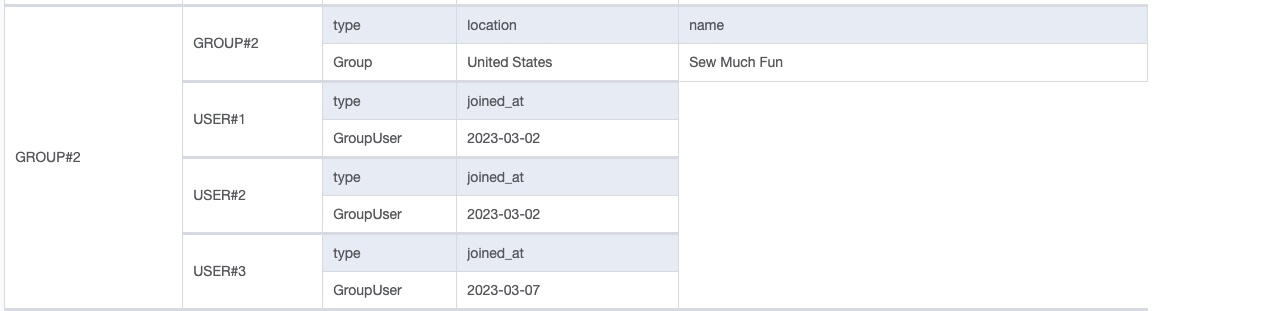 GROUP#2
GROUP#2
type location name
Group United States Sew Much Fun
USER#1
type joined_at
GroupUser 2023-03-02
USER#2
type joined_at
GroupUser 2023-03-02
USER#3
type joined_at
GroupUser 2023-03-07